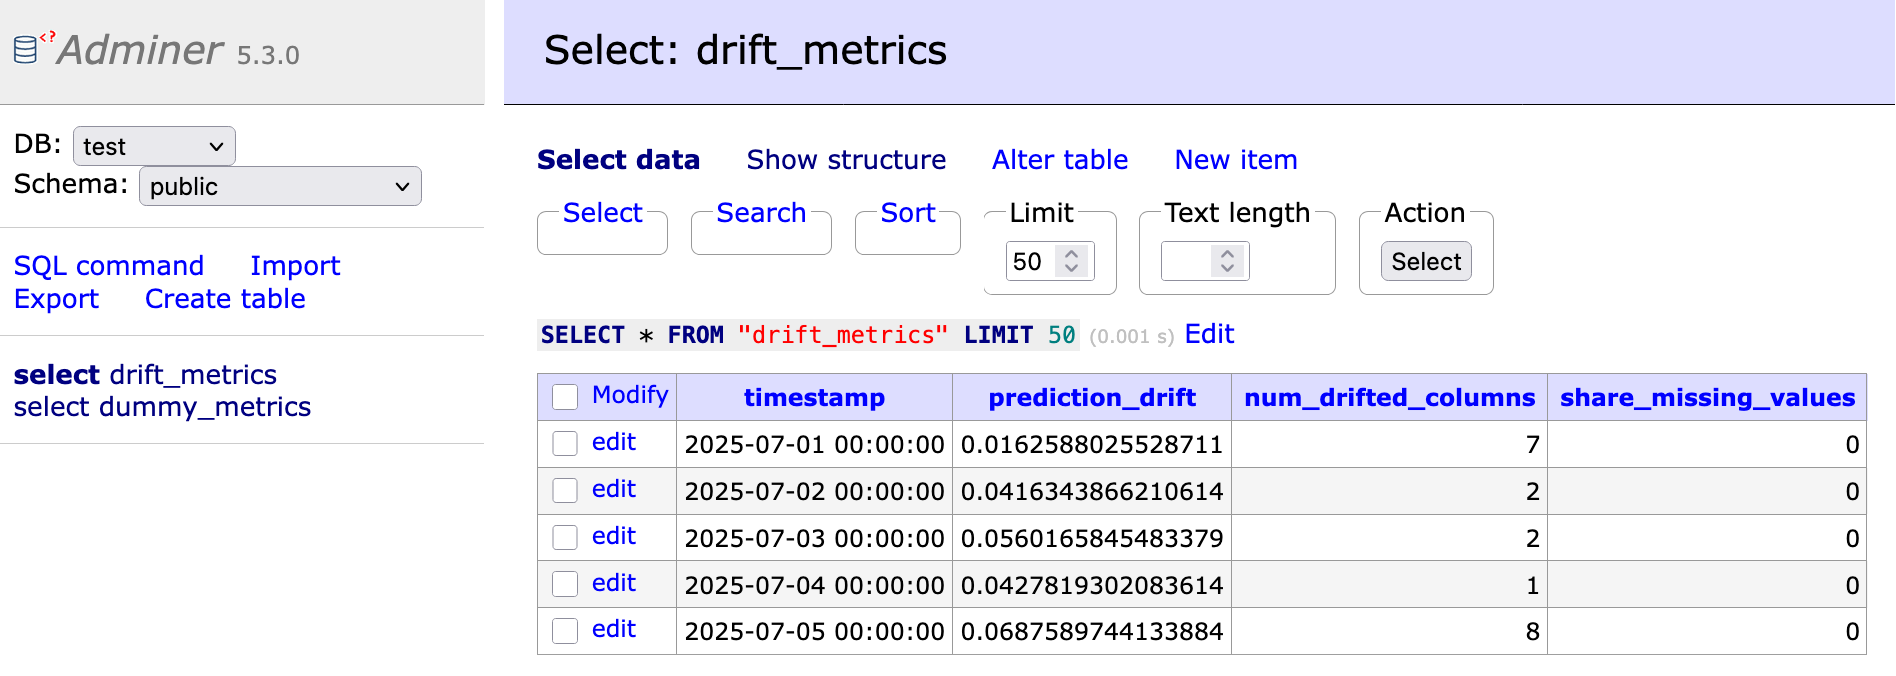 Adminer 5.3.0
DB: test
Schema: public
SQL command Import
Export Create table
select drift_metrics
select dummy_metrics
Select: drift_metrics
Select data Show structure Alter table New item
Select Search Sort Limit Text length Action
50 Select
SELECT * FROM "drift_metrics" LIMIT 50 (0.001 s) Edit
Modify timestamp prediction_drift num_drifted_columns share_missing_values
edit 2025-07-01 00:00:00 0.0162588025528711 7 0
edit 2025-07-02 00:00:00 0.0416343866210614 2 0
edit 2025-07-03 00:00:00 0.0560165845483379 2 0
edit 2025-07-04 00:00:00 0.0427819302083614 1 0
edit 2025-07-05 00:00:00 0.0687589744133884 8 0